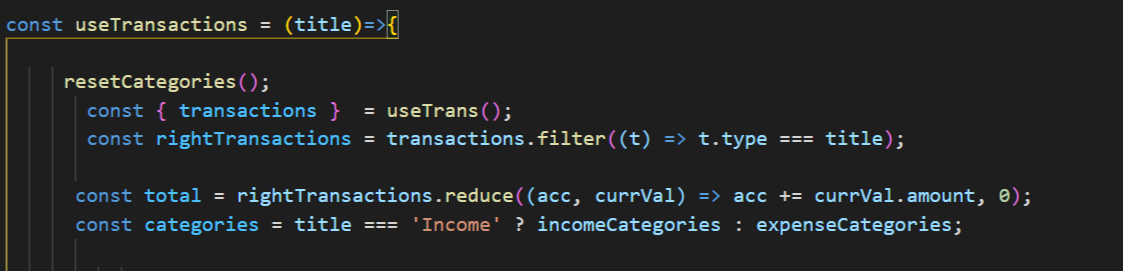 const useTransactions = (title)=>{
resetCategories();
const { transactions }  = useTrans();
const rightTransactions = transactions.filter((t) => t.type === title);
const total = rightTransactions.reduce((acc, currVal) => acc += currVal.amount, 0);
const categories = title === 'Income' ? incomeCategories : expenseCategories;